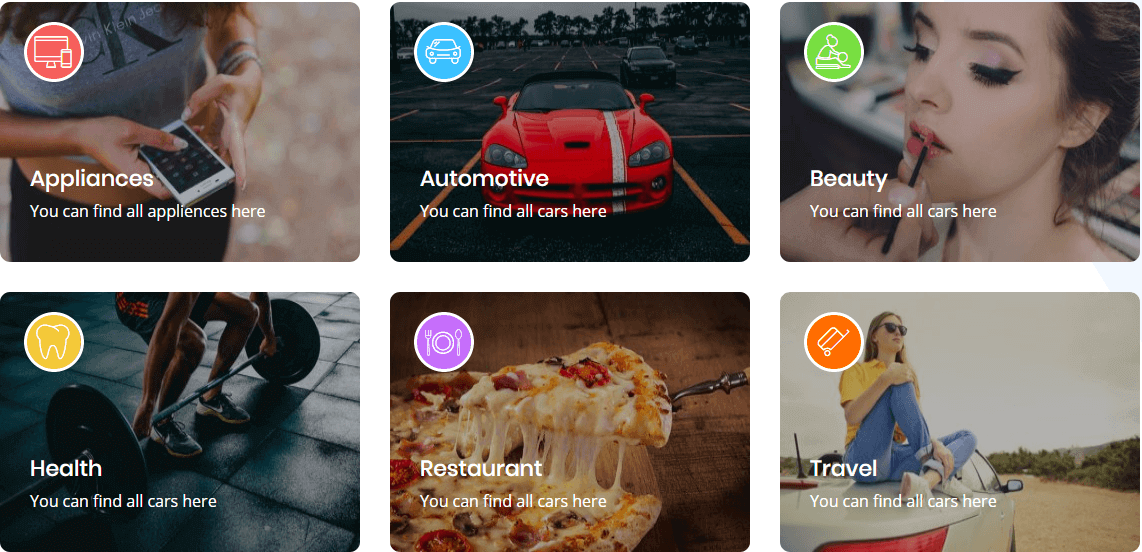 Appliances
You can find all appliences here
Automotive
You can find all cars here
Beauty
You can find all cars here
Health
You can find all cars here
Restaurant
You can find all cars here
Travel
You can find all cars here